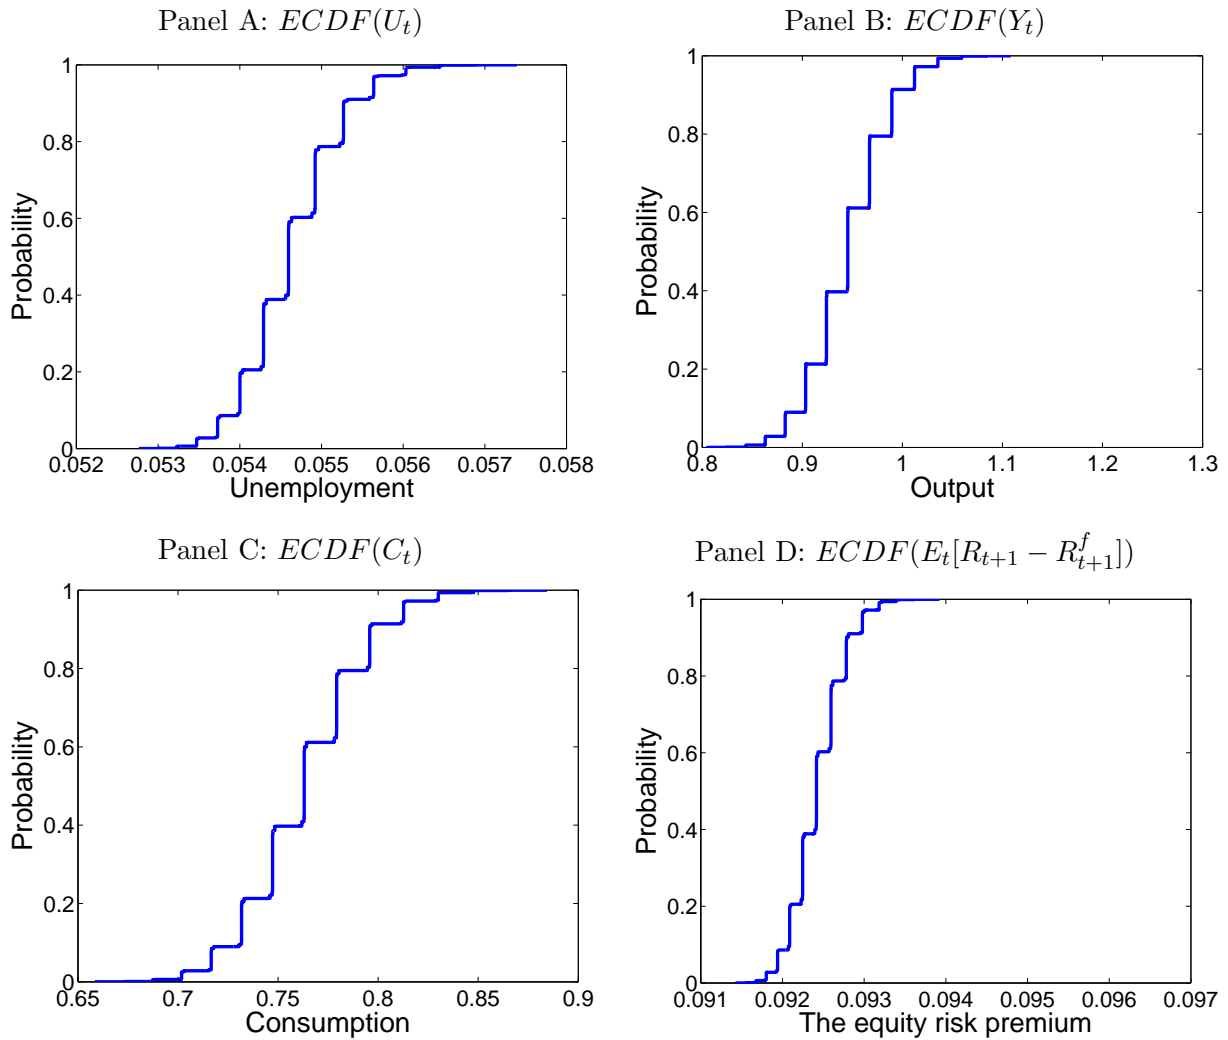 Panel A: ECDF(U_t)
Panel B: ECDF(Y_t)
1
0.8
0.6
0.4
0.2
0
Probability
0.052 0.053 0.054 0.055 0.056 0.057 0.058
Unemployment
1
0.8
0.6
0.4
0.2
0
Probability
0.8 0.9 1 1.1 1.2 1.3
Output
Panel C: ECDF(C_t)
Panel D: ECDF(E_t[R_{t+1} − R^f_{t+1}])
1
0.8
0.6
0.4
0.2
0
Probability
0.65 0.7 0.75 0.8 0.85 0.9
Consumption
1
0.8
0.6
0.4
0.2
0
Probability
0.091 0.092 0.093 0.094 0.095 0.096 0.097
The equity risk premium